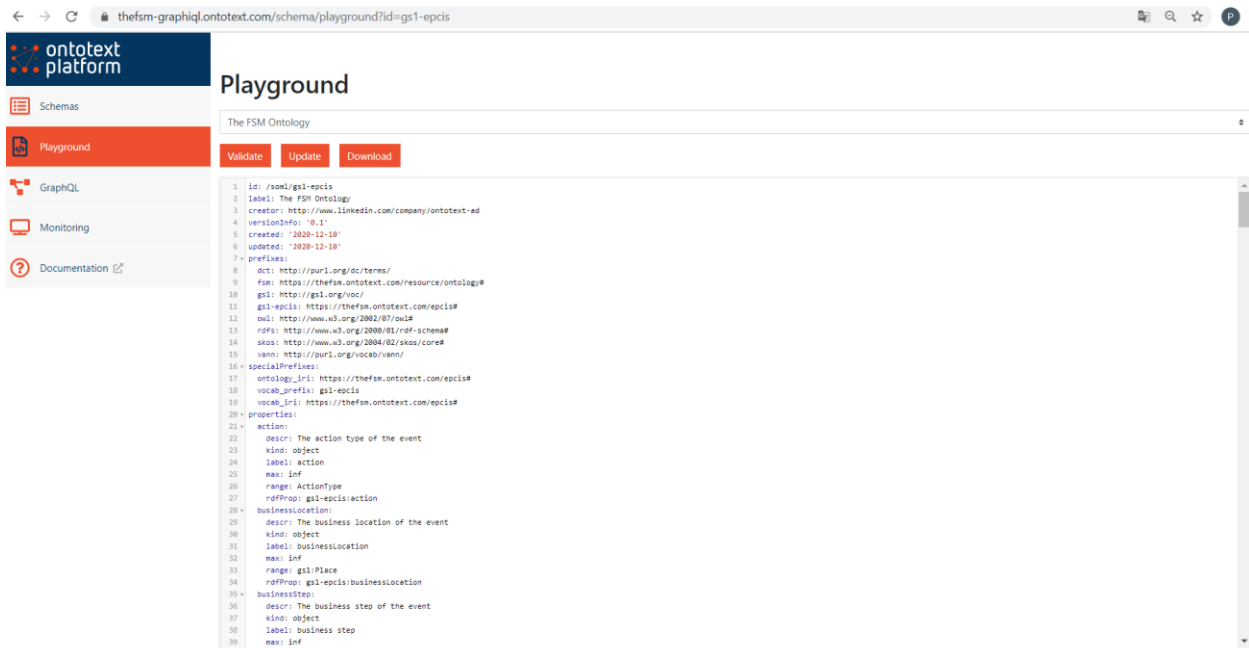 thefsm-graphiql.ontotext.com/schema/playground?id=gs1-epcis
P
ontotext
platform
Schemas
Playground
GraphQL
Monitoring
Documentation
Playground
The FSM Ontology
Validate Update Download
1 id: /soml/gs1-epcis
2 label: The FSM Ontology
3 creator: http://www.linkedin.com/company/ontotext-ad
4 versionInfo: '0.1'
5 created: '2020-12-10'
6 updated: '2020-12-10'
7 prefixes:
8 dct: http://purl.org/dc/terms/
9 fsm: https://thefsm.ontotext.com/resource/ontology#
10 gs1: http://gs1.org/voc/
11 gs1-epcis: https://thefsm.ontotext.com/epcis#
12 owl: http://www.w3.org/2002/07/owl#
13 rdfs: http://www.w3.org/2000/01/rdf-schema#
14 skos: http://www.w3.org/2004/02/skos/core#
15 vann: http://purl.org/vocab/vann/
16 specialPrefixes:
17 ontology_iri: https://thefsm.ontotext.com/epcis#
18 vocab_prefix: gs1-epcis
19 vocab_iri: https://thefsm.ontotext.com/epcis#
20 properties:
21 action:
22 descr: The action type of the event
23 kind: object
24 label: action
25 max: inf
26 range: ActionType
27 rdfProp: gs1-epcis:action
28 businessLocation:
29 descr: The business location of the event
30 kind: object
31 label: businessLocation
32 max: inf
33 range: gs1:Place
34 rdfProp: gs1-epcis:businessLocation
35 businessStep:
36 descr: The business step of the event
37 kind: object
38 label: business step
39 max: inf